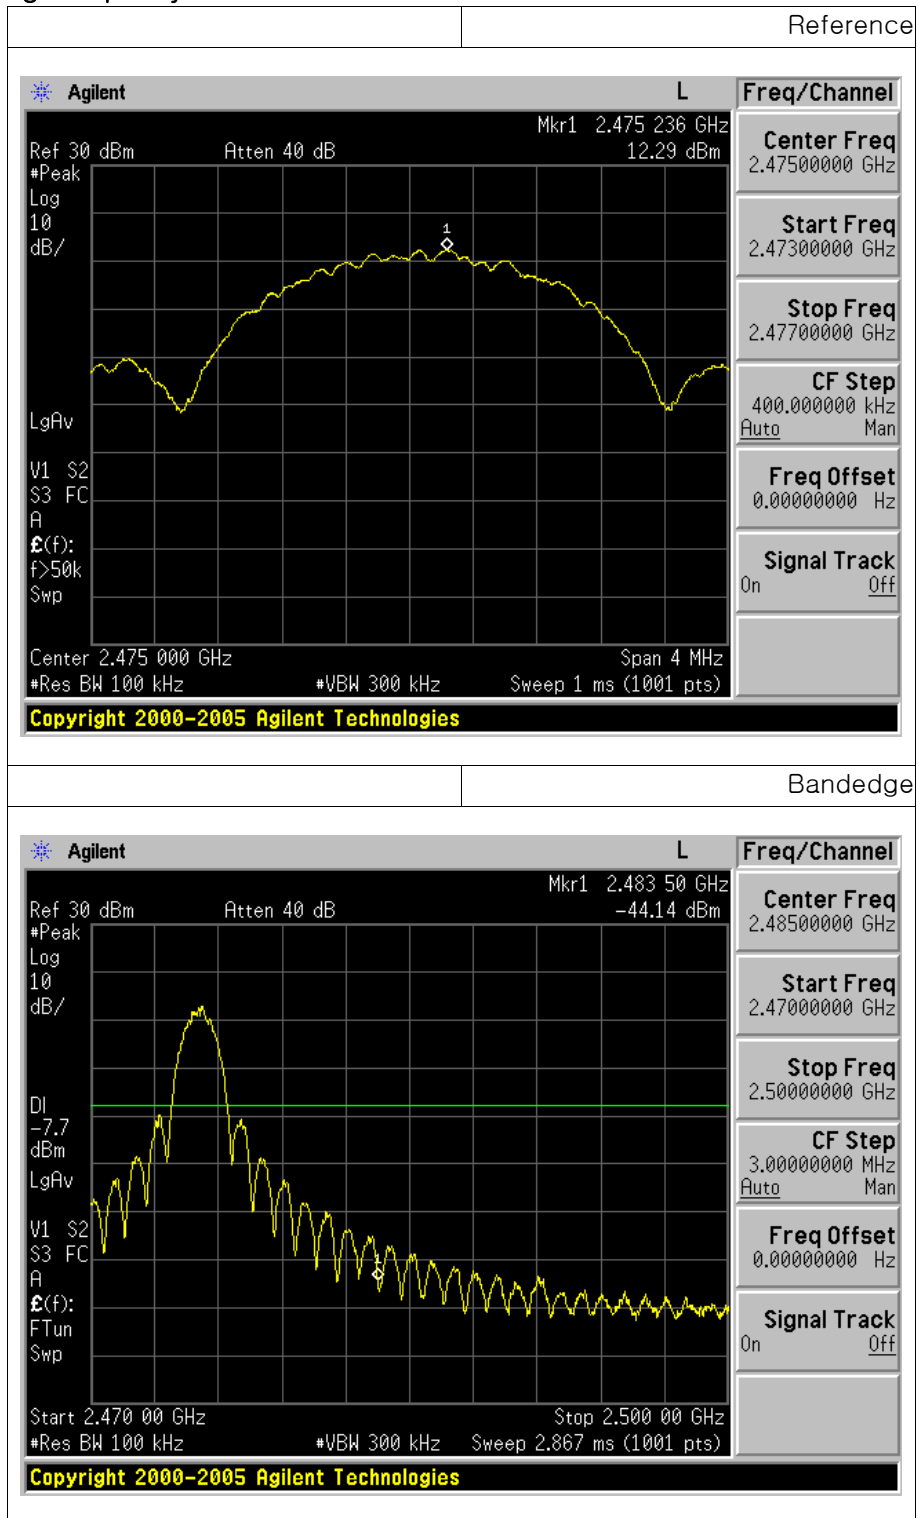 Reference
Agilent L Freq/Channel
Mkr1 2.475 236 GHz
Ref 30 dBm Atten 40 dB 12.29 dBm
#Peak
Log
10
dB/
1
LgAv
V1 S2
S3 FC
A
£(f):
f>50k
Swp
Center 2.475 000 GHz Span 4 MHz
#Res BW 100 kHz #VBW 300 kHz Sweep 1 ms (1001 pts)
Copyright 2000-2005 Agilent Technologies
Center Freq
2.47500000 GHz
Start Freq
2.47300000 GHz
Stop Freq
2.47700000 GHz
CF Step
400.000000 kHz
Auto Man
Freq Offset
0.00000000 Hz
Signal Track
On Off
Bandedge
Agilent L Freq/Channel
Mkr1 2.483 50 GHz
Ref 30 dBm Atten 40 dB -44.14 dBm
#Peak
Log
10
dB/
DI
-7.7
dBm
LgAv
1
V1 S2
S3 FC
A
£(f):
FTun
Swp
Start 2.470 00 GHz Stop 2.500 00 GHz
#Res BW 100 kHz #VBW 300 kHz Sweep 2.867 ms (1001 pts)
Copyright 2000-2005 Agilent Technologies
Center Freq
2.48500000 GHz
Start Freq
2.47000000 GHz
Stop Freq
2.50000000 GHz
CF Step
3.00000000 MHz
Auto Man
Freq Offset
0.00000000 Hz
Signal Track
On Off